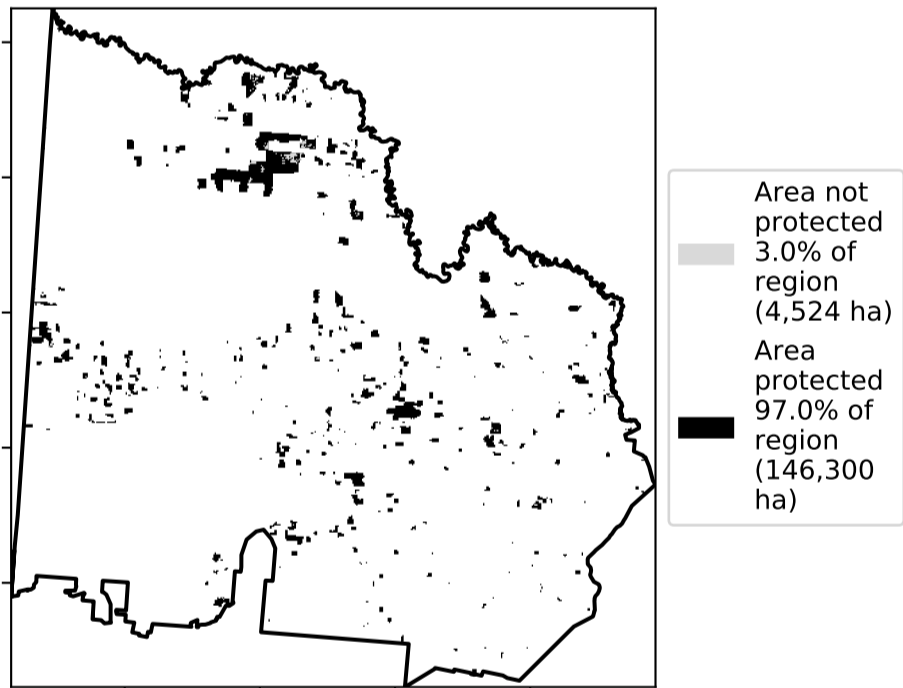 Area not
protected
3.0% of
region
(4,524 ha)
Area
protected
97.0% of
region
(146,300
ha)